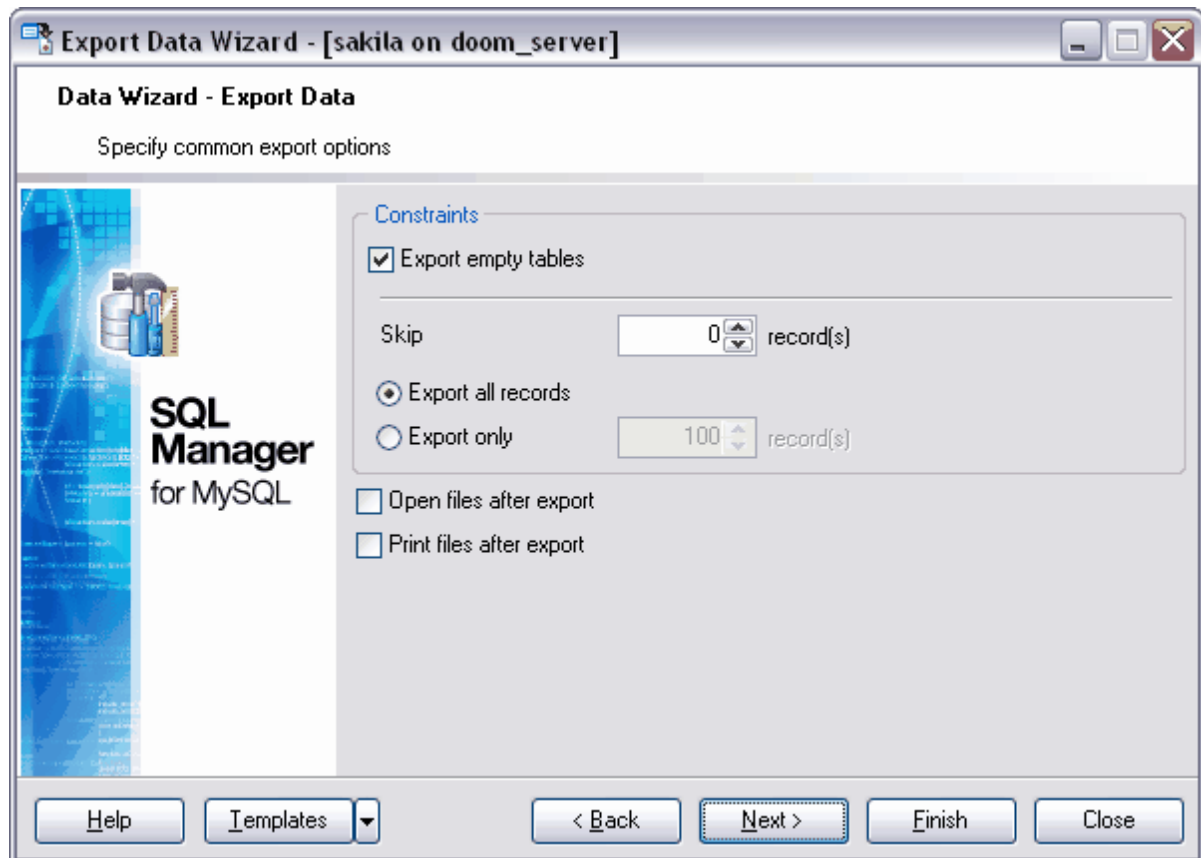 Export Data Wizard - [sakila on doom_server]
Data Wizard - Export Data
Specify common export options
Constraints
Export empty tables
Skip 0 record(s)
Export all records
Export only 100 record(s)
SQL
Manager
for MySQL
Open files after export
Print files after export
Help Templates < Back Next > Finish Close